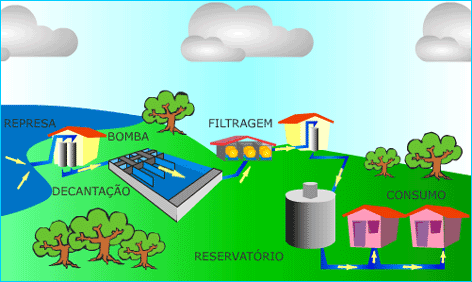 REPRESA
BOMBA
FILTRAGEM
DECANTAÇÃO
CONSUMO
RESERVATÓRIO